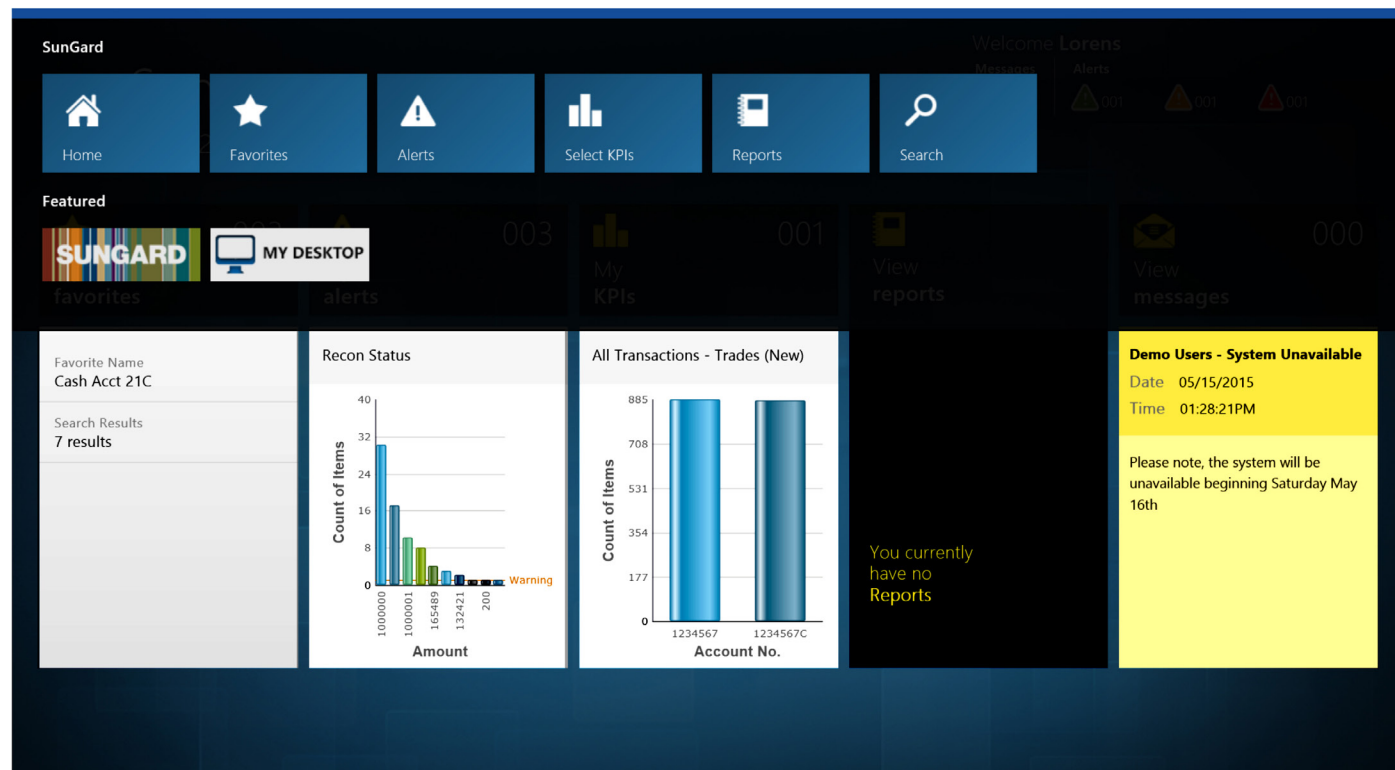 SunGard
Welcome Lorens
Messages
Alerts
001
001
001
Home
Favorites
Alerts
Select KPIs
Reports
Search
Featured
SUNGARD
MY DESKTOP
favorites
alerts
003
My
KPIs
001
View
reports
View
messages
000
Favorite Name
Cash Acct 21C
Search Results
7 results
Recon Status
40
32
24
16
8
0
Count of Items
Warning
1000000
1000001
165489
132421
200
Amount
All Transactions - Trades (New)
885
708
531
354
177
0
Count of Items
1234567
1234567C
Account No.
You currently
have no
Reports
Demo Users - System Unavailable
Date 05/15/2015
Time 01:28:21PM
Please note, the system will be
unavailable beginning Saturday May
16th